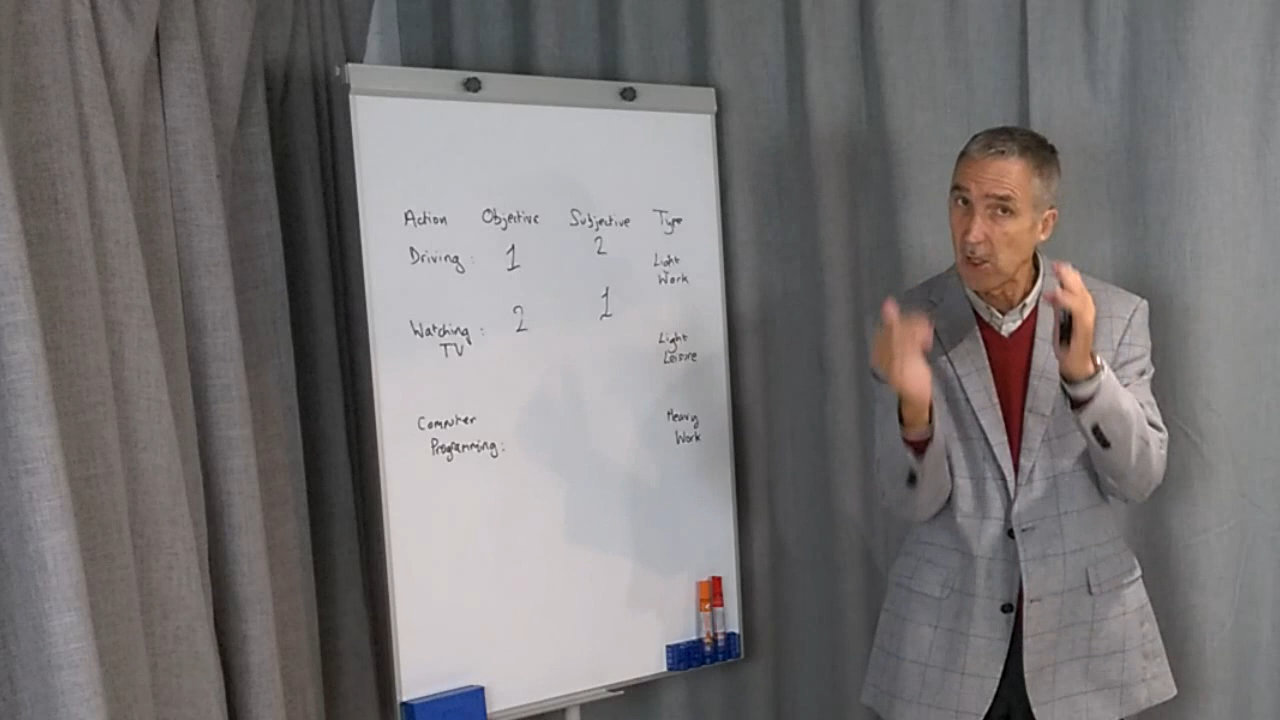 Action Objective Subjective Type
Driving : 1 2 Light
Work
Watching : 2 1
TV
Light
Leisure
Computer
Programming :
Heavy
Work